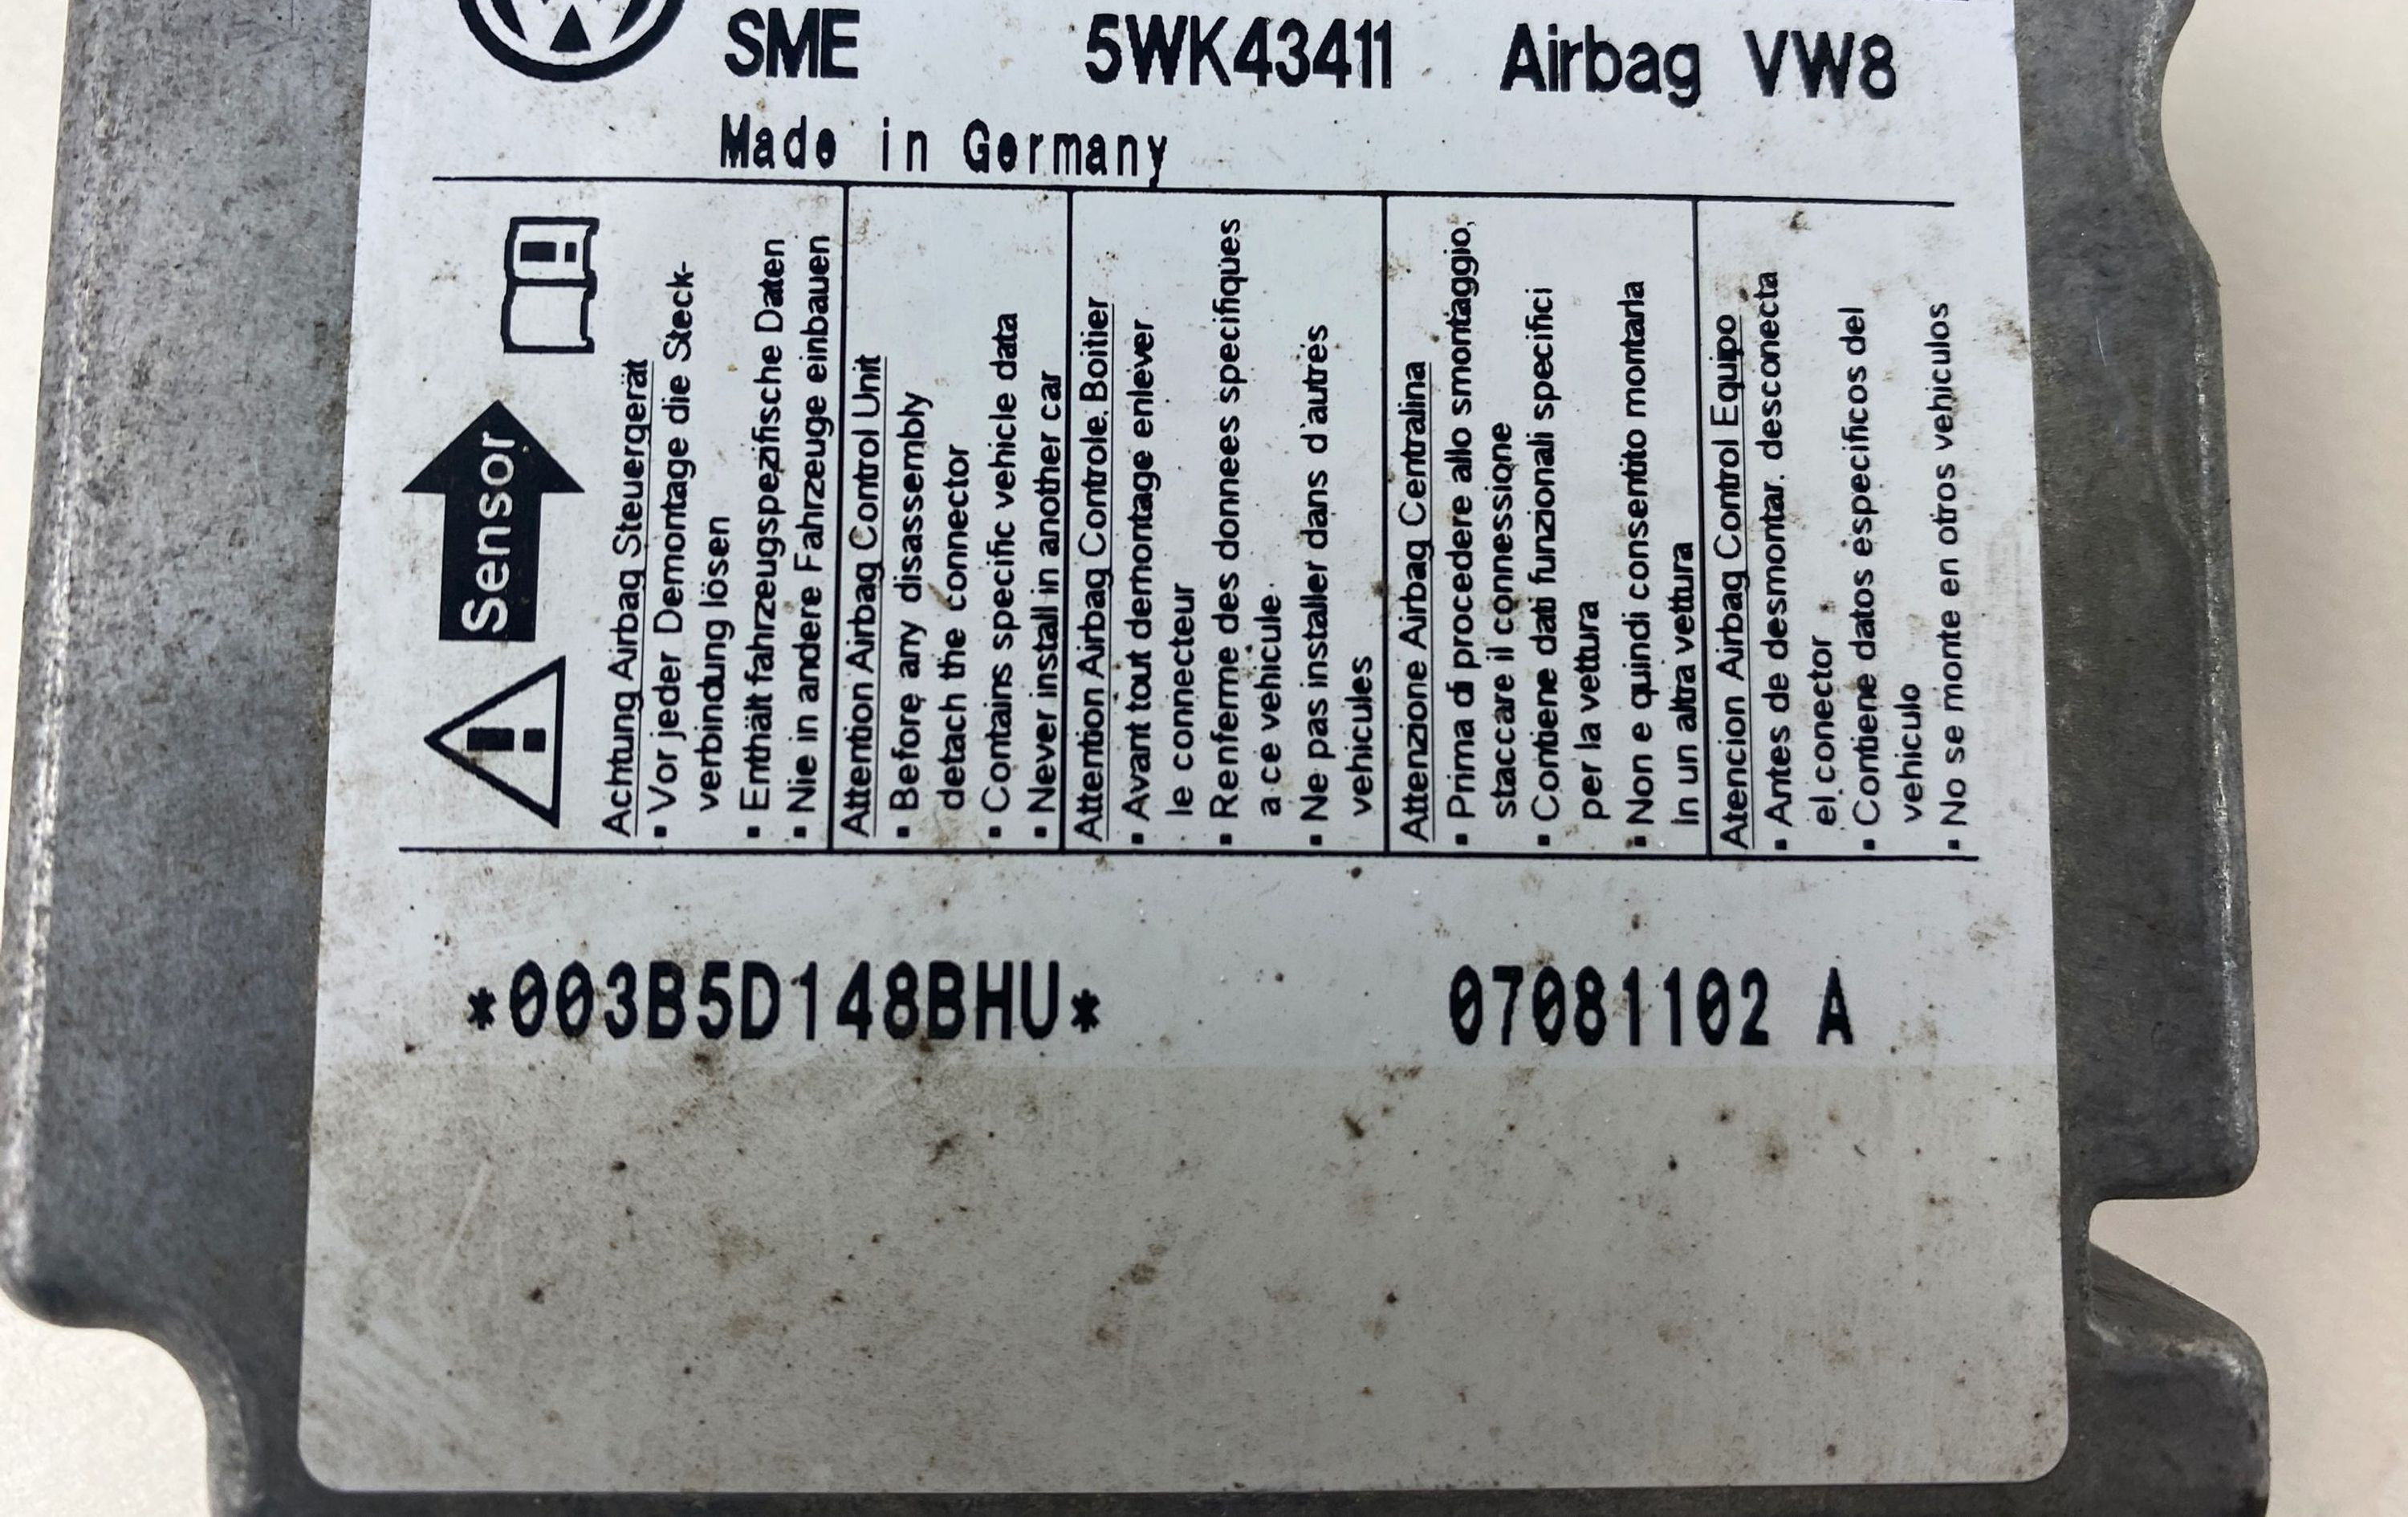 SME 5WK43411 Airbag VW8
Made in Germany
Sensor
Achtung Airbag Steuergerät
▪ Vor jeder Demontage die Steck-
verbindung lösen
▪ Enthält fahrzeugspezifische Daten
▪ Nie in andere Fahrzeuge einbauen
Attention Airbag Control Unit
▪ Before any disassembly
detach the connector
▪ Contains specific vehicle data
▪ Never install in another car
Attention Airbag Controle. Boitier
▪ Avant tout demontage enlever
le connecteur
▪ Renferme des donnees specifiques
a ce vehicule
▪ Ne pas installer dans d'autres
vehicules
Attenzione Airbag Centralina
▪ Prima di procedere allo smontaggio,
staccare il connessione
▪ Contiene dati funzionali specifici
per la vettura
▪ Non e quindi consentito montarla
in un altra vettura
Atencion Airbag Control Equipo
▪ Antes de desmontar. desconecta
el conector
▪ Contiene datos especificos del
vehiculo
▪ No se monte en otros vehiculos
*003B5D148BHU* 07081102 A